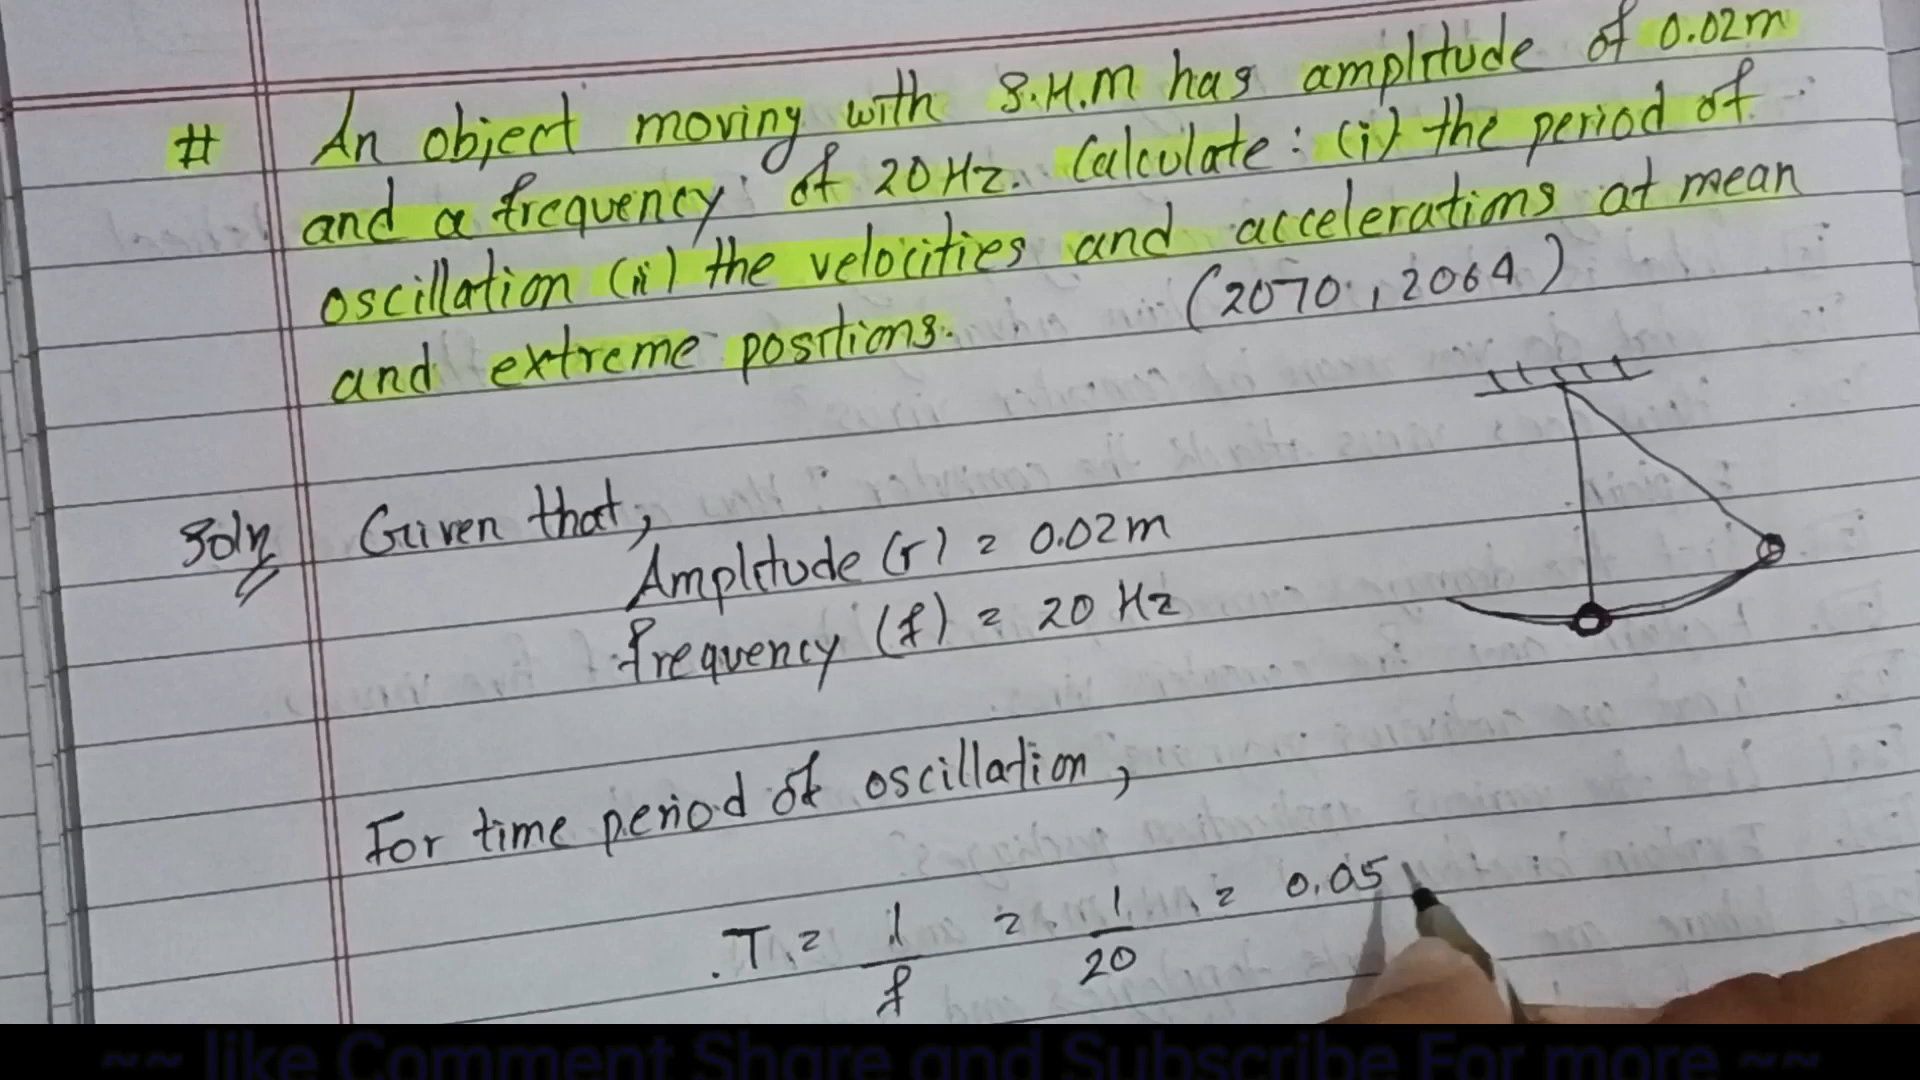 # An object moving with S.H.M has amplitude of 0.02m
and a frequency of 20Hz. Calculate: (i) the period of
oscillation (ii) the velocities and accelerations at mean
and extreme positions. (2070, 2064)
Soln Given that,
Amplitude (r) = 0.02m
frequency (f) = 20 Hz
For time period of oscillation,
T = 1/f = 1/20 = 0.05
~~ like Comment Share and Subscribe For more ~~